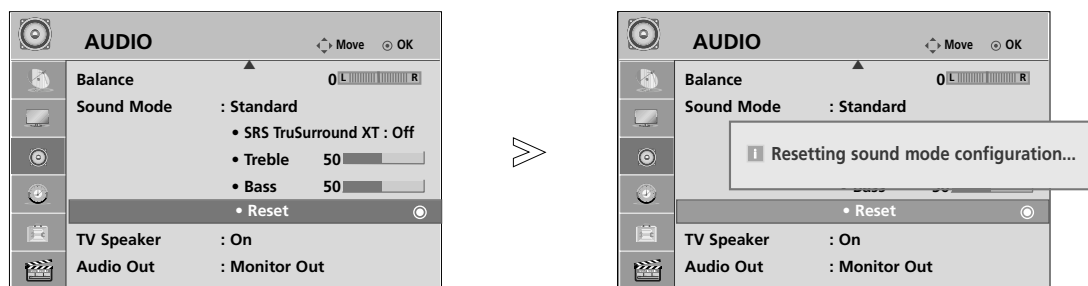 AUDIO
Move OK
Balance 0 L R
Sound Mode : Standard
• SRS TruSurround XT : Off
• Treble 50
• Bass 50
• Reset
TV Speaker : On
Audio Out : Monitor Out
>
AUDIO
Move OK
Balance 0 L R
Sound Mode : Standard
i Resetting sound mode configuration...
• Reset
TV Speaker : On
Audio Out : Monitor Out